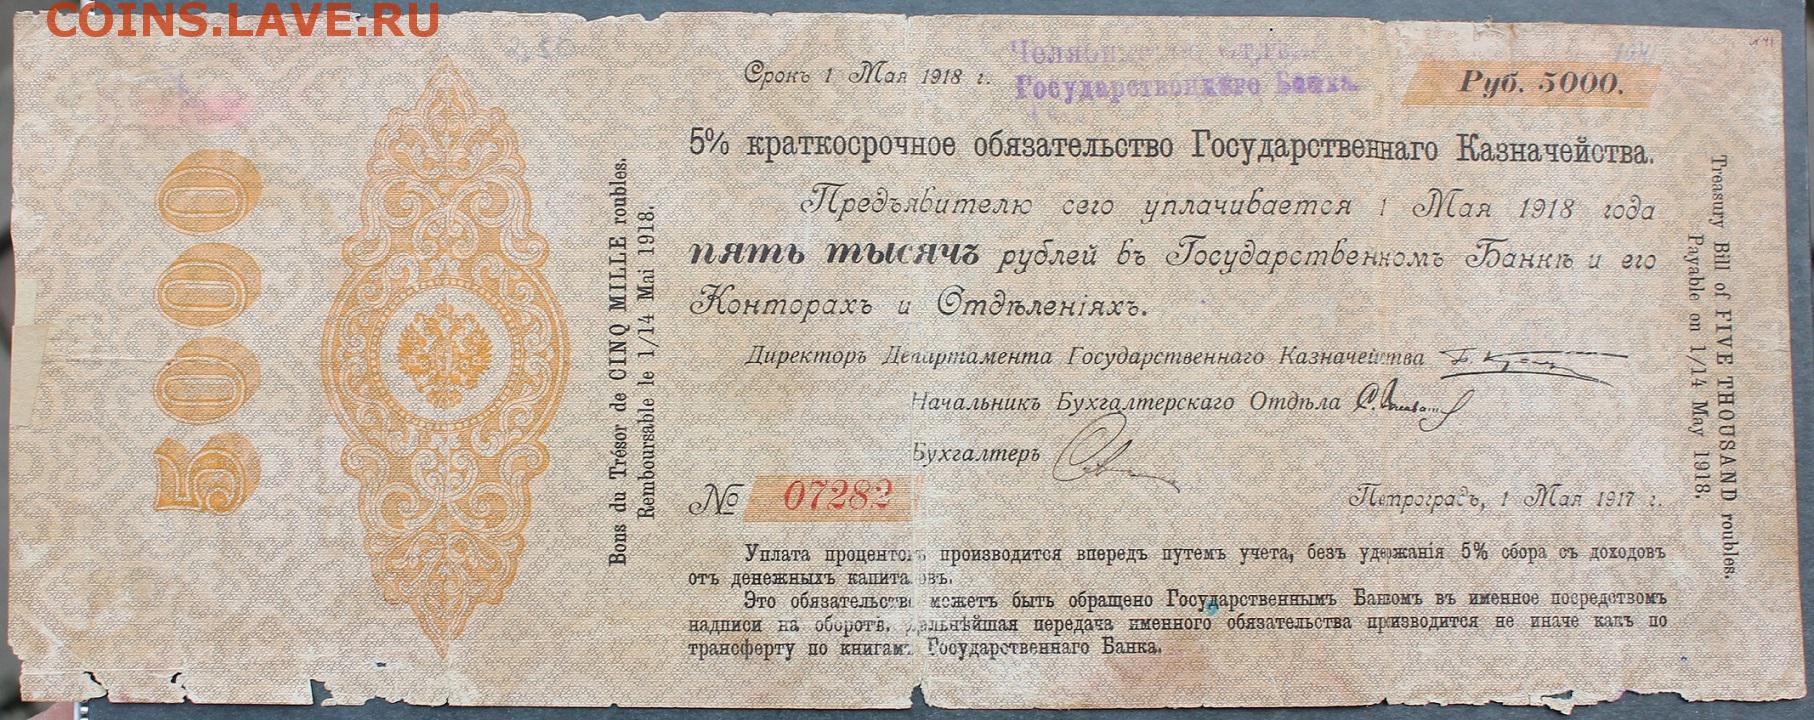 COINS.LAVE.RU
Срокъ 1 Мая 1918 г.
Государственнаго Банка.
Руб. 5000.
5% краткосрочное обязательство Государственнаго Казначейства.
Предъявителю сего уплачивается 1 Мая 1918 года
пять тысячъ рублей въ Государственномъ Банкѣ и его
Конторахъ и Отдѣленіяхъ.
Директоръ Департамента Государственнаго Казначейства
Начальникъ Бухгалтерскаго Отдѣла
Бухгалтеръ
№ 07282
Петроградъ, 1 Мая 1917 г.
Уплата процентовъ производится впередъ путемъ учета, безъ удержанія 5% сбора съ доходовъ
отъ денежныхъ капиталовъ.
Это обязательство можетъ быть обращено Государственнымъ Банкомъ въ именное посредствомъ
надписи на оборотѣ. Дальнѣйшая передача именного обязательства производится не иначе какъ по
трансферту по книгамъ Государственнаго Банка.
5000
Bons du Trésor de CINQ MILLE roubles.
Remboursable le 1/14 Mai 1918.
Treasury Bill of FIVE THOUSAND roubles.
Payable on 1/14 May 1918.